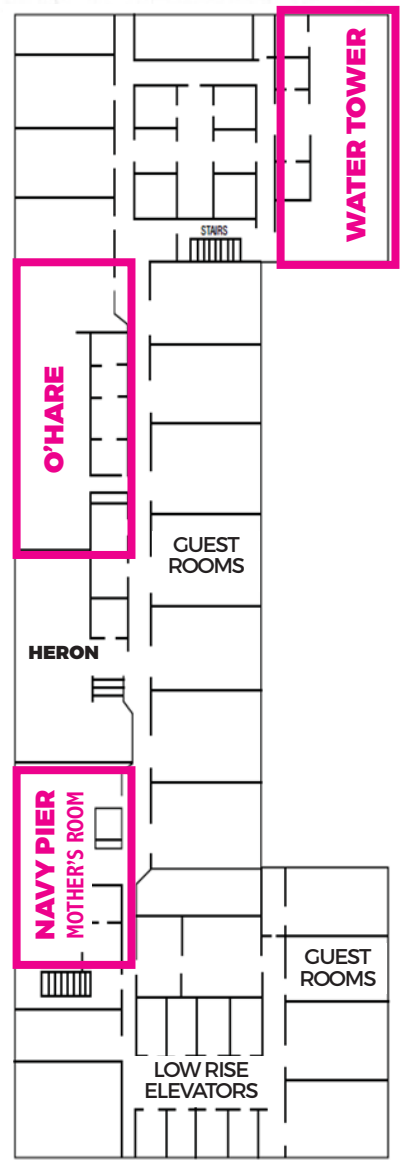 WATER TOWER
STAIRS
O'HARE
GUEST
ROOMS
HERON
NAVY PIER
MOTHER'S ROOM
GUEST
ROOMS
LOW RISE
ELEVATORS